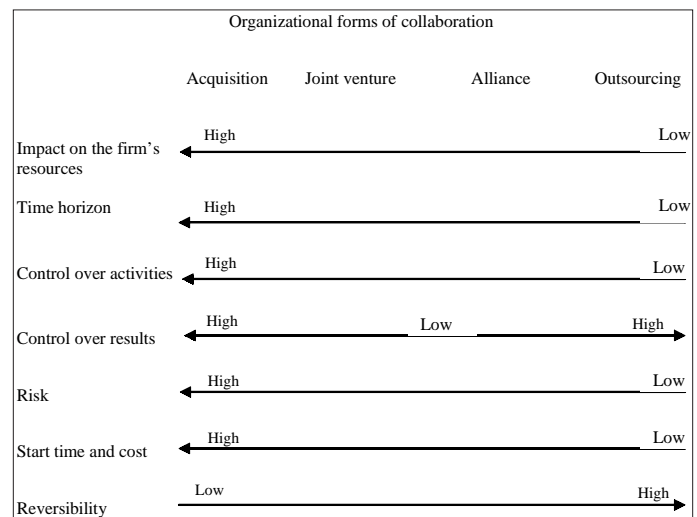 Organizational forms of collaboration
Acquisition Joint venture Alliance Outsourcing
High Low
Impact on the firm's
resources
Time horizon High Low
Control over activities High Low
Control over results High Low High
Risk High Low
Start time and cost High Low
Reversibility Low High